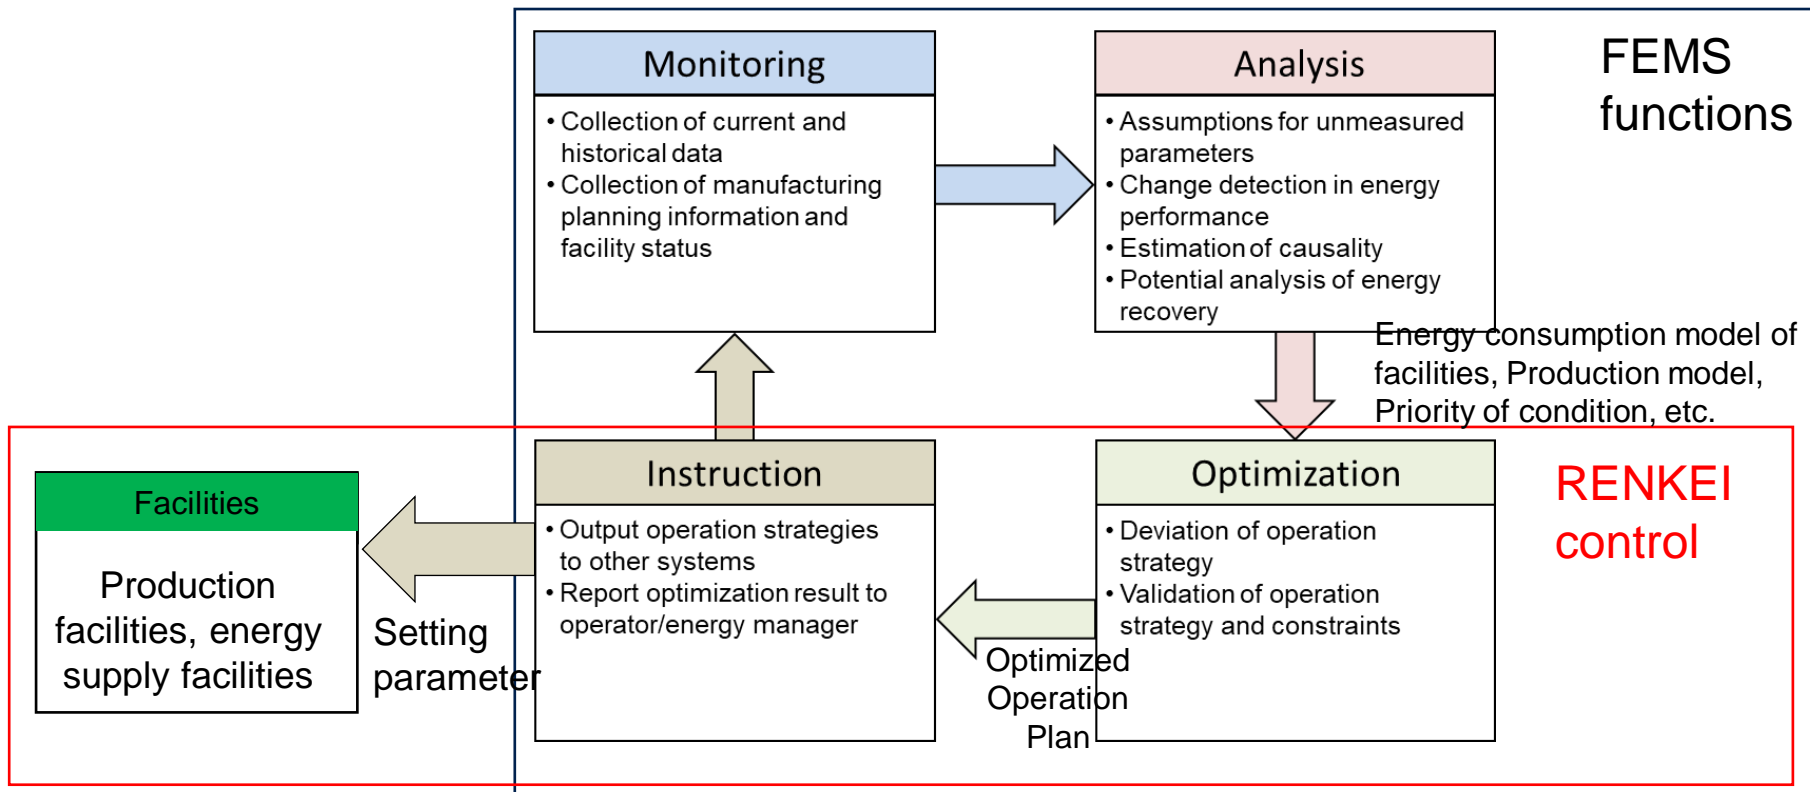 Monitoring
• Collection of current and
historical data
• Collection of manufacturing
planning information and
facility status
Analysis
• Assumptions for unmeasured
parameters
• Change detection in energy
performance
• Estimation of causality
• Potential analysis of energy
recovery
FEMS
functions
Energy consumption model of
facilities, Production model,
Priority of condition, etc.
Facilities
Production
facilities, energy
supply facilities
Setting
parameter
Instruction
• Output operation strategies
to other systems
• Report optimization result to
operator/energy manager
Optimized
Operation
Plan
Optimization
• Deviation of operation
strategy
• Validation of operation
strategy and constraints
RENKEI
control